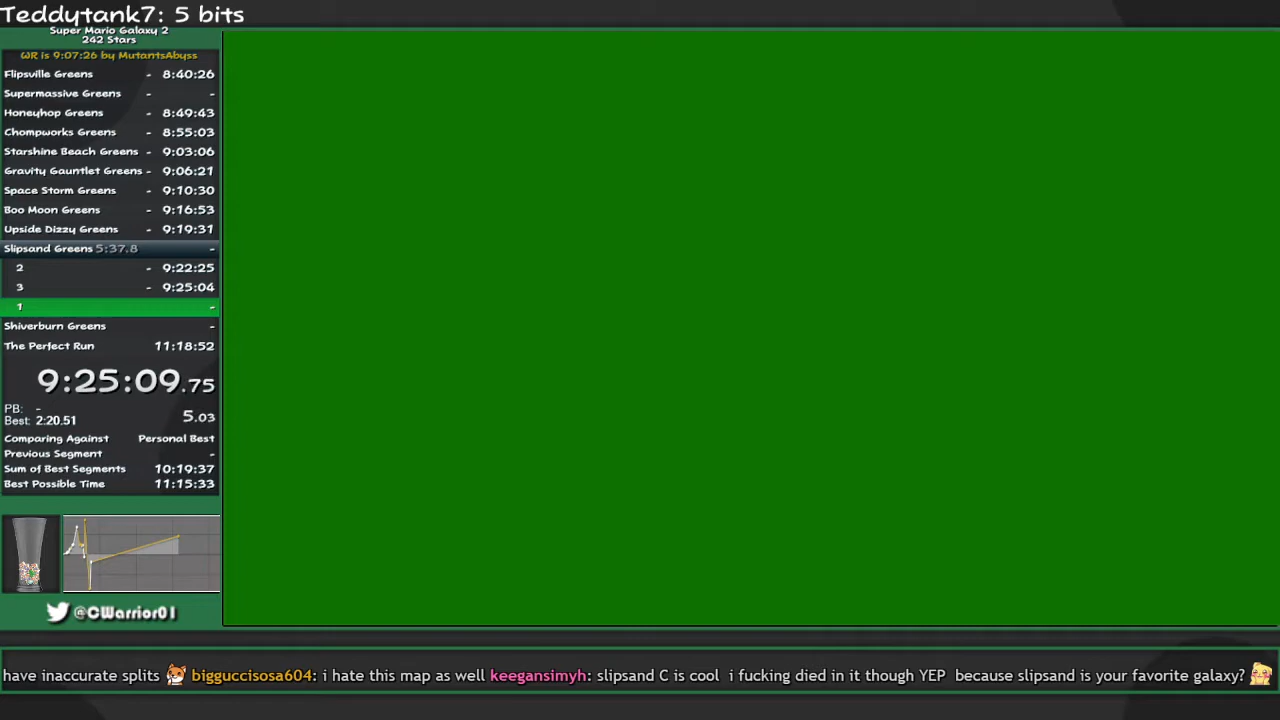 Teddytank7: 5 bits
Super Mario Galaxy 2
242 Stars
WR is 9:07:26 by MutantsAbyss
Flipsville Greens - 8:40:26
Supermassive Greens - -
Honeyhop Greens - 8:49:43
Chompworks Greens - 8:55:03
Starshine Beach Greens - 9:03:06
Gravity Gauntlet Greens - 9:06:21
Space Storm Greens - 9:10:30
Boo Moon Greens - 9:16:53
Upside Dizzy Greens - 9:19:31
Slipsand Greens 5:37.8 -
2 - 9:22:25
3 - 9:25:04
1 -
Shiverburn Greens -
The Perfect Run 11:18:52
9:25:09.75
PB: -
Best: 2:20.51 5.03
Comparing Against Personal Best
Previous Segment -
Sum of Best Segments 10:19:37
Best Possible Time 11:15:33
@CWarrior01
have inaccurate splits bigguccisosa604: i hate this map as well keegansimyh: slipsand C is cool i fucking died in it though YEP because slipsand is your favorite galaxy?